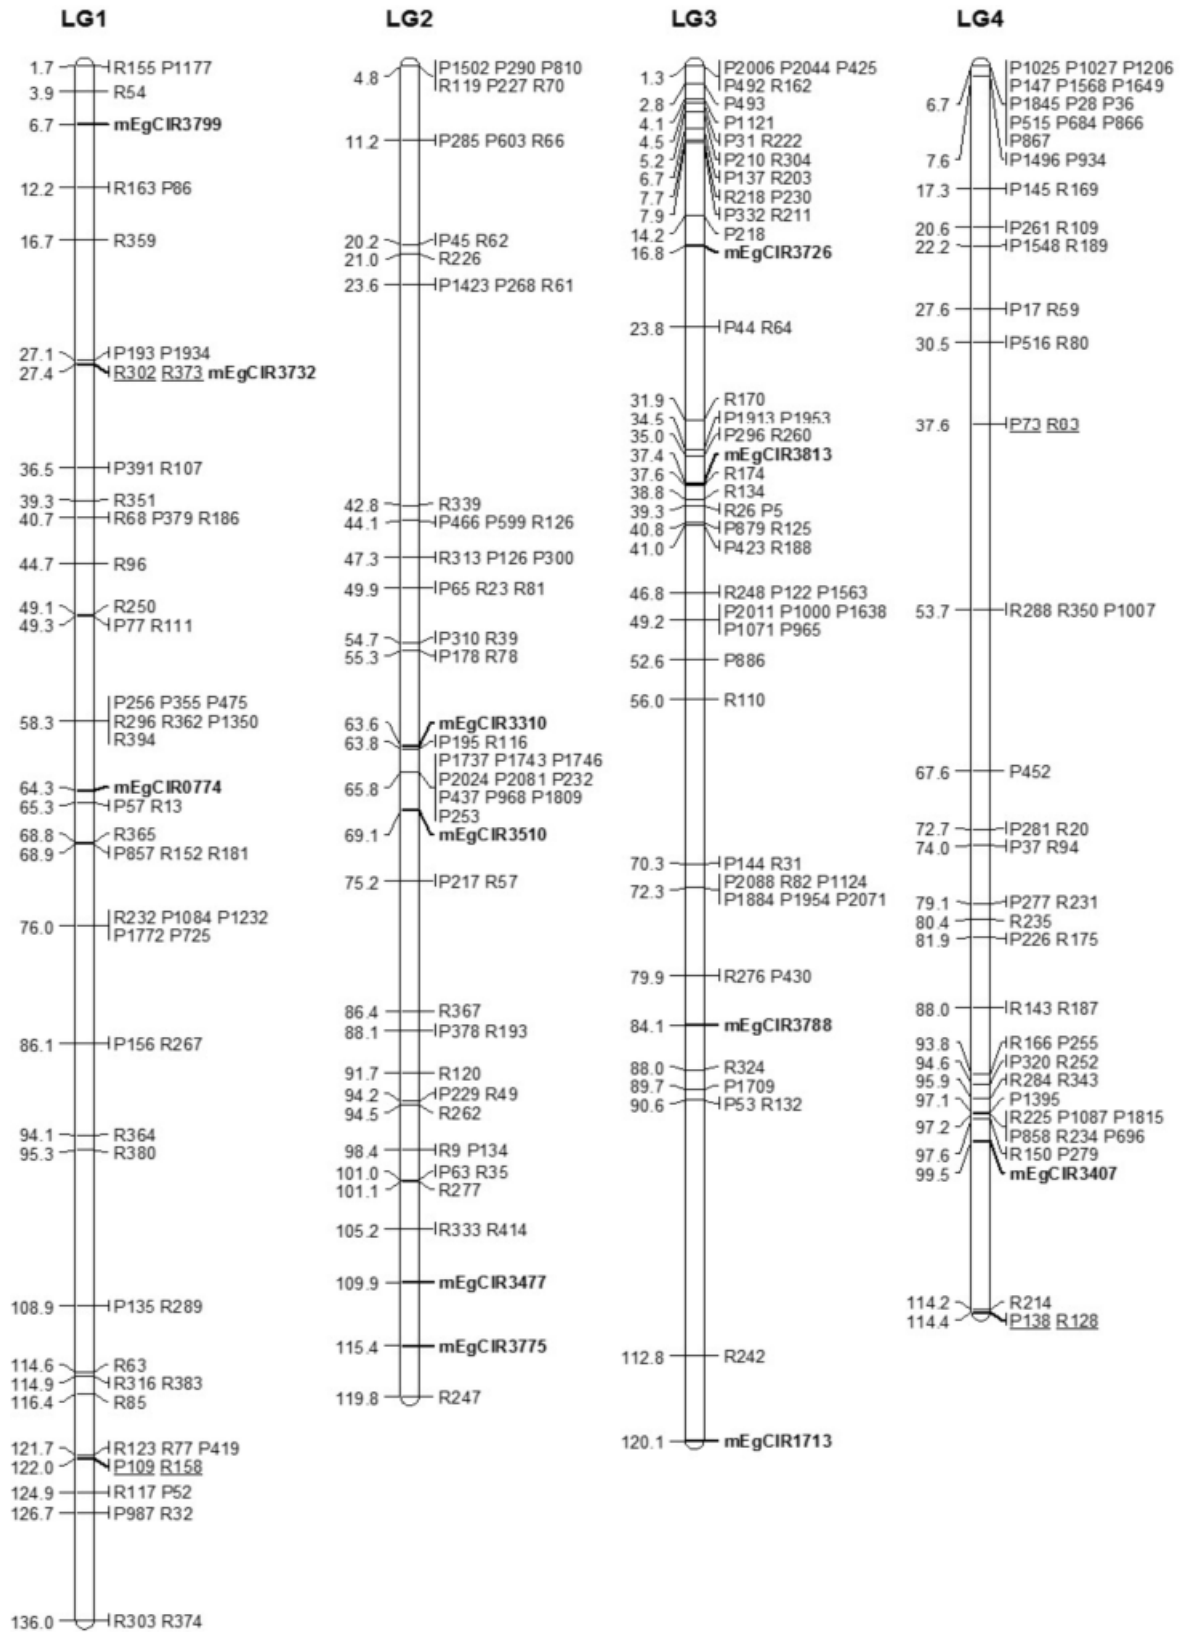 LG1
1.7 R155 P1177
3.9 R54
6.7 mEgCIR3799
12.2 R163 P86
16.7 R359
27.1 P193 P1934
27.4 R302 R373 mEgCIR3732
36.5 P391 R107
39.3 R351
40.7 R68 P379 R186
44.7 R96
49.1 R250
49.3 P77 R111
P256 P355 P475
58.3 R296 R362 P1350
R394
64.3 mEgCIR0774
65.3 P57 R13
68.8 R365
68.9 P857 R152 R181
76.0 R232 P1084 P1232
P1772 P725
86.1 P156 R267
94.1 R364
95.3 R380
108.9 P135 R289
114.6 R63
114.9 R316 R383
116.4 R85
121.7 R123 R77 P419
122.0 P109 R158
124.9 R117 P52
126.7 P987 R32
136.0 R303 R374
LG2
4.8 P1502 P290 P810
R119 P227 R70
11.2 P285 P603 R66
20.2 P45 R62
21.0 R226
23.6 P1423 P268 R61
42.8 R339
44.1 P466 P599 R126
47.3 R313 P126 P300
49.9 P65 R23 R81
54.7 P310 R39
55.3 P178 R78
63.6 mEgCIR3310
63.8 P195 R116
P1737 P1743 P1746
65.8 P2024 P2081 P232
P437 P968 P1809
P253
69.1 mEgCIR3510
75.2 P217 R57
86.4 R367
88.1 P378 R193
91.7 R120
94.2 P229 R49
94.5 R262
98.4 R9 P134
101.0 P63 R35
101.1 R277
105.2 R333 R414
109.9 mEgCIR3477
115.4 mEgCIR3775
119.8 R247
LG3
1.3 P2006 P2044 P425
P492 R162
2.8 P493
4.1 P1121
4.5 P31 R222
5.2 P210 R304
6.7 P137 R203
7.7 R218 P230
7.9 P332 R211
14.2 P218
16.8 mEgCIR3726
23.8 P44 R64
31.9 R170
34.5 P1913 P1953
35.0 P296 R260
37.4 mEgCIR3813
37.6 R174
38.8 R134
39.3 R26 P5
40.8 P879 R125
41.0 P423 R188
46.8 R248 P122 P1563
49.2 P2011 P1000 P1638
P1071 P965
52.6 P886
56.0 R110
70.3 P144 R31
72.3 P2088 R82 P1124
P1884 P1954 P2071
79.9 R276 P430
84.1 mEgCIR3788
88.0 R324
89.7 P1709
90.6 P53 R132
112.8 R242
120.1 mEgCIR1713
LG4
P1025 P1027 P1206
P147 P1568 P1649
6.7 P1845 P28 P36
P515 P684 P866
P867
7.6 P1496 P934
17.3 P145 R169
20.6 P261 R109
22.2 P1548 R189
27.6 P17 R59
30.5 P516 R80
37.6 P73
53.7 R288 R350 P1007
67.6 P452
72.7 P281 R20
74.0 P37 R94
79.1 P277 R231
80.4 R235
81.9 P226 R175
88.0 R143 R187
93.8 R166 P255
94.6 P320 R252
95.9 R284 R343
97.1 P1395
97.2 R225 P1087 P1815
P858 R234 P696
97.6 R150 P279
99.5 mEgCIR3407
114.2 R214
114.4 P138 R128